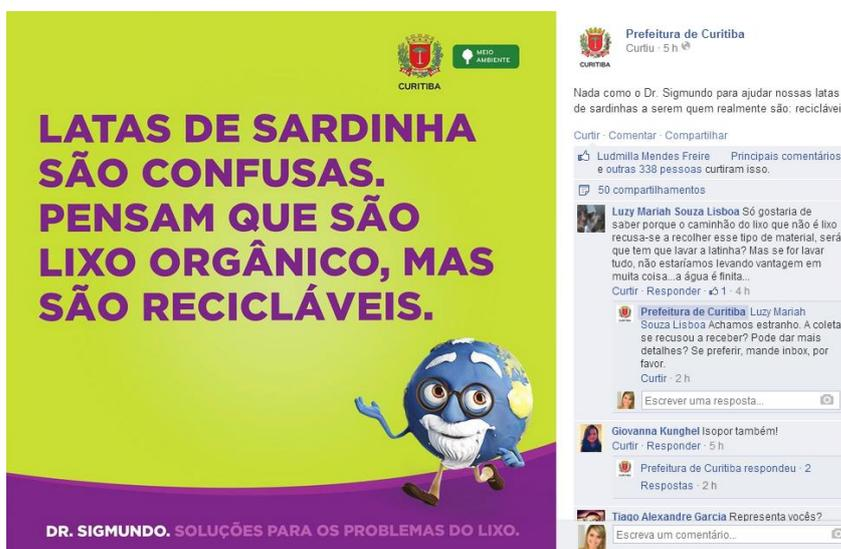 CURITIBA
MEIO
AMBIENTE
LATAS DE SARDINHA
SÃO CONFUSAS.
PENSAM QUE SÃO
LIXO ORGÂNICO, MAS
SÃO RECICLÁVEIS.
DR. SIGMUNDO. SOLUÇÕES PARA OS PROBLEMAS DO LIXO.
CURITIBA
Prefeitura de Curitiba
Curtiu · 5 h
Nada como o Dr. Sigmundo para ajudar nossas latas
de sardinhas a serem quem realmente são: reciclávei
Curtir · Comentar · Compartilhar
Ludmilla Mendes Freire Principais comentários
e outras 338 pessoas curtiram isso.
50 compartilhamentos
Luzy Mariah Souza Lisboa Só gostaria de
saber porque o caminhão do lixo que não é lixo
recusa-se a recolher esse tipo de material, será
que tem que lavar a latinha? Mas se for lavar
tudo, não estaríamos levando vantagem em
muita coisa...a água é finita...
Curtir · Responder · 1 · 4 h
Prefeitura de Curitiba Luzy Mariah
Souza Lisboa Achamos estranho. A coleta
se recusou a receber? Pode dar mais
detalhes? Se preferir, mande inbox, por
favor.
Curtir · 2 h
Escrever uma resposta...
Giovanna Kunghel Isopor também!
Curtir · Responder · 5 h
Prefeitura de Curitiba respondeu · 2
Respostas · 2 h
Tiago Alexandre Garcia Representa vocês?
Escreva um comentário...